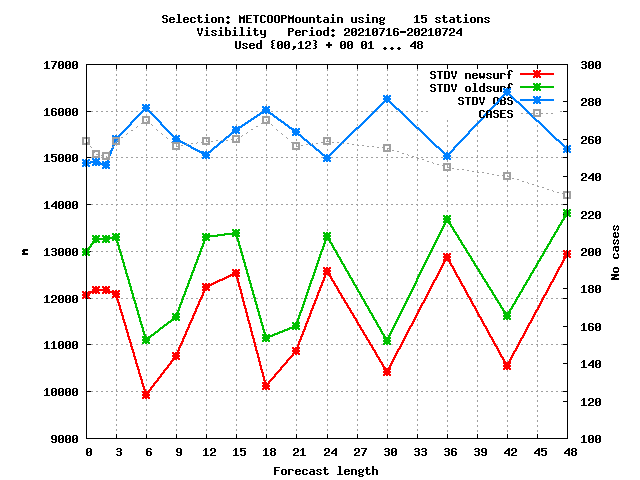 Selection: METCOOPMountain using    15 stations
Visibility   Period: 20210716-20210724
Used {00,12} + 00 01 ... 48
17000
16000
15000
14000
13000
12000
11000
10000
9000
m
300
280
260
240
220
200
180
160
140
120
100
No cases
STDV newsurf
STDV oldsurf
STDV OBS
CASES
0 3 6 9 12 15 18 21 24 27 30 33 36 39 42 45 48
Forecast length